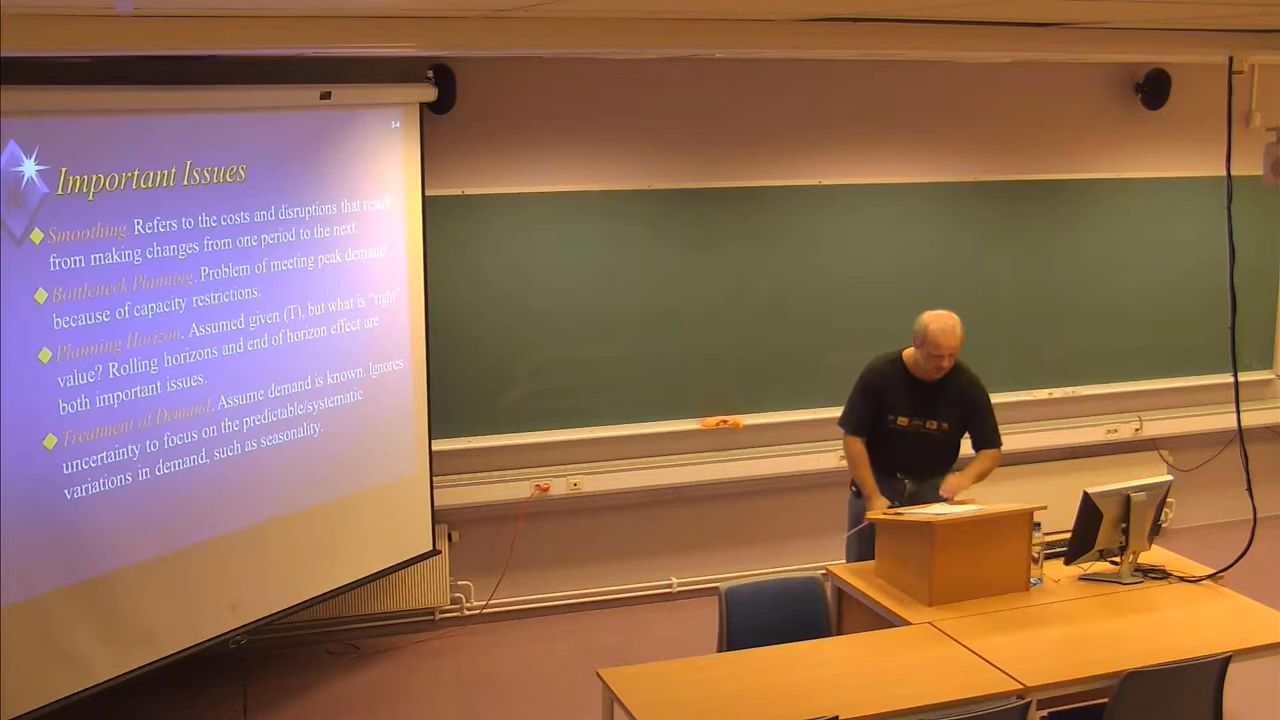 3-4
Important Issues
Smoothing. Refers to the costs and disruptions that result
from making changes from one period to the next.
Bottleneck Planning. Problem of meeting peak demand
because of capacity restrictions.
Planning Horizon. Assumed given (T), but what is “right”
value? Rolling horizons and end of horizon effect are
both important issues.
Treatment of Demand. Assume demand is known. Ignores
uncertainty to focus on the predictable/systematic
variations in demand, such as seasonality.